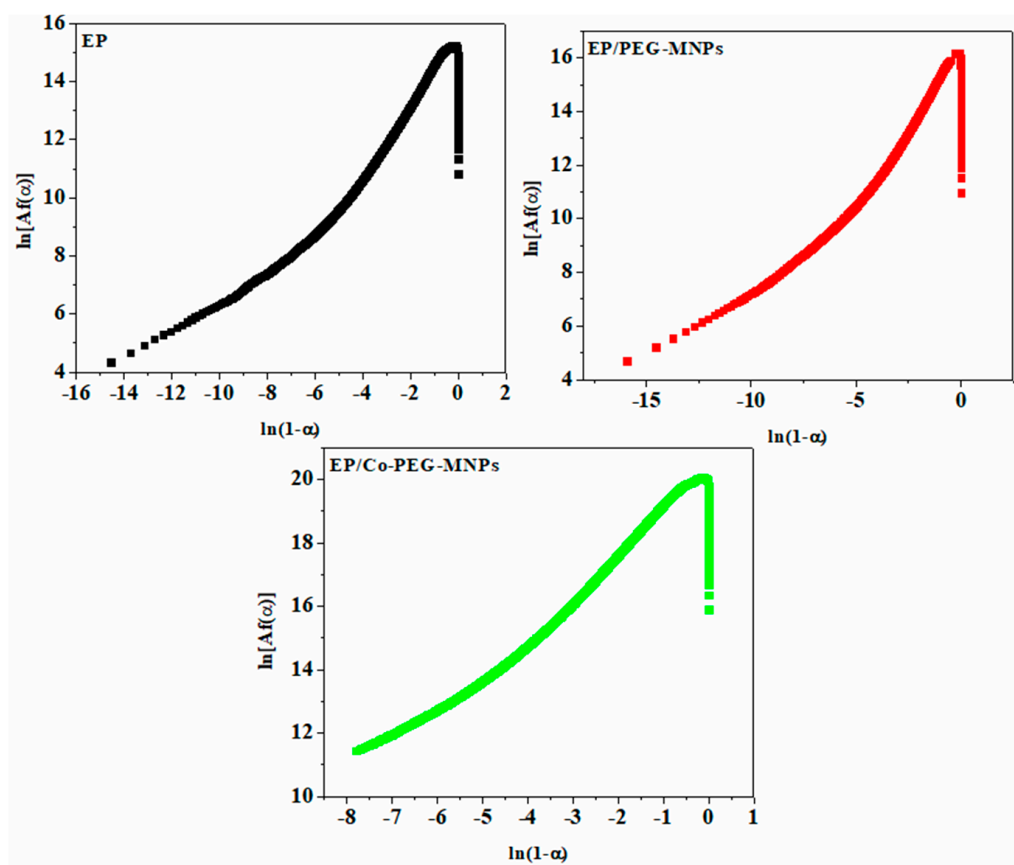 EP
16
14
12
10
8
6
4
ln[Af(α)]
-16 -14 -12 -10 -8 -6 -4 -2 0 2
ln(1-α)
EP/PEG-MNPs
16
14
12
10
8
6
4
ln[Af(α)]
-15 -10 -5 0
ln(1-α)
EP/Co-PEG-MNPs
20
18
16
14
12
10
ln[Af(α)]
-8 -7 -6 -5 -4 -3 -2 -1 0 1
ln(1-α)